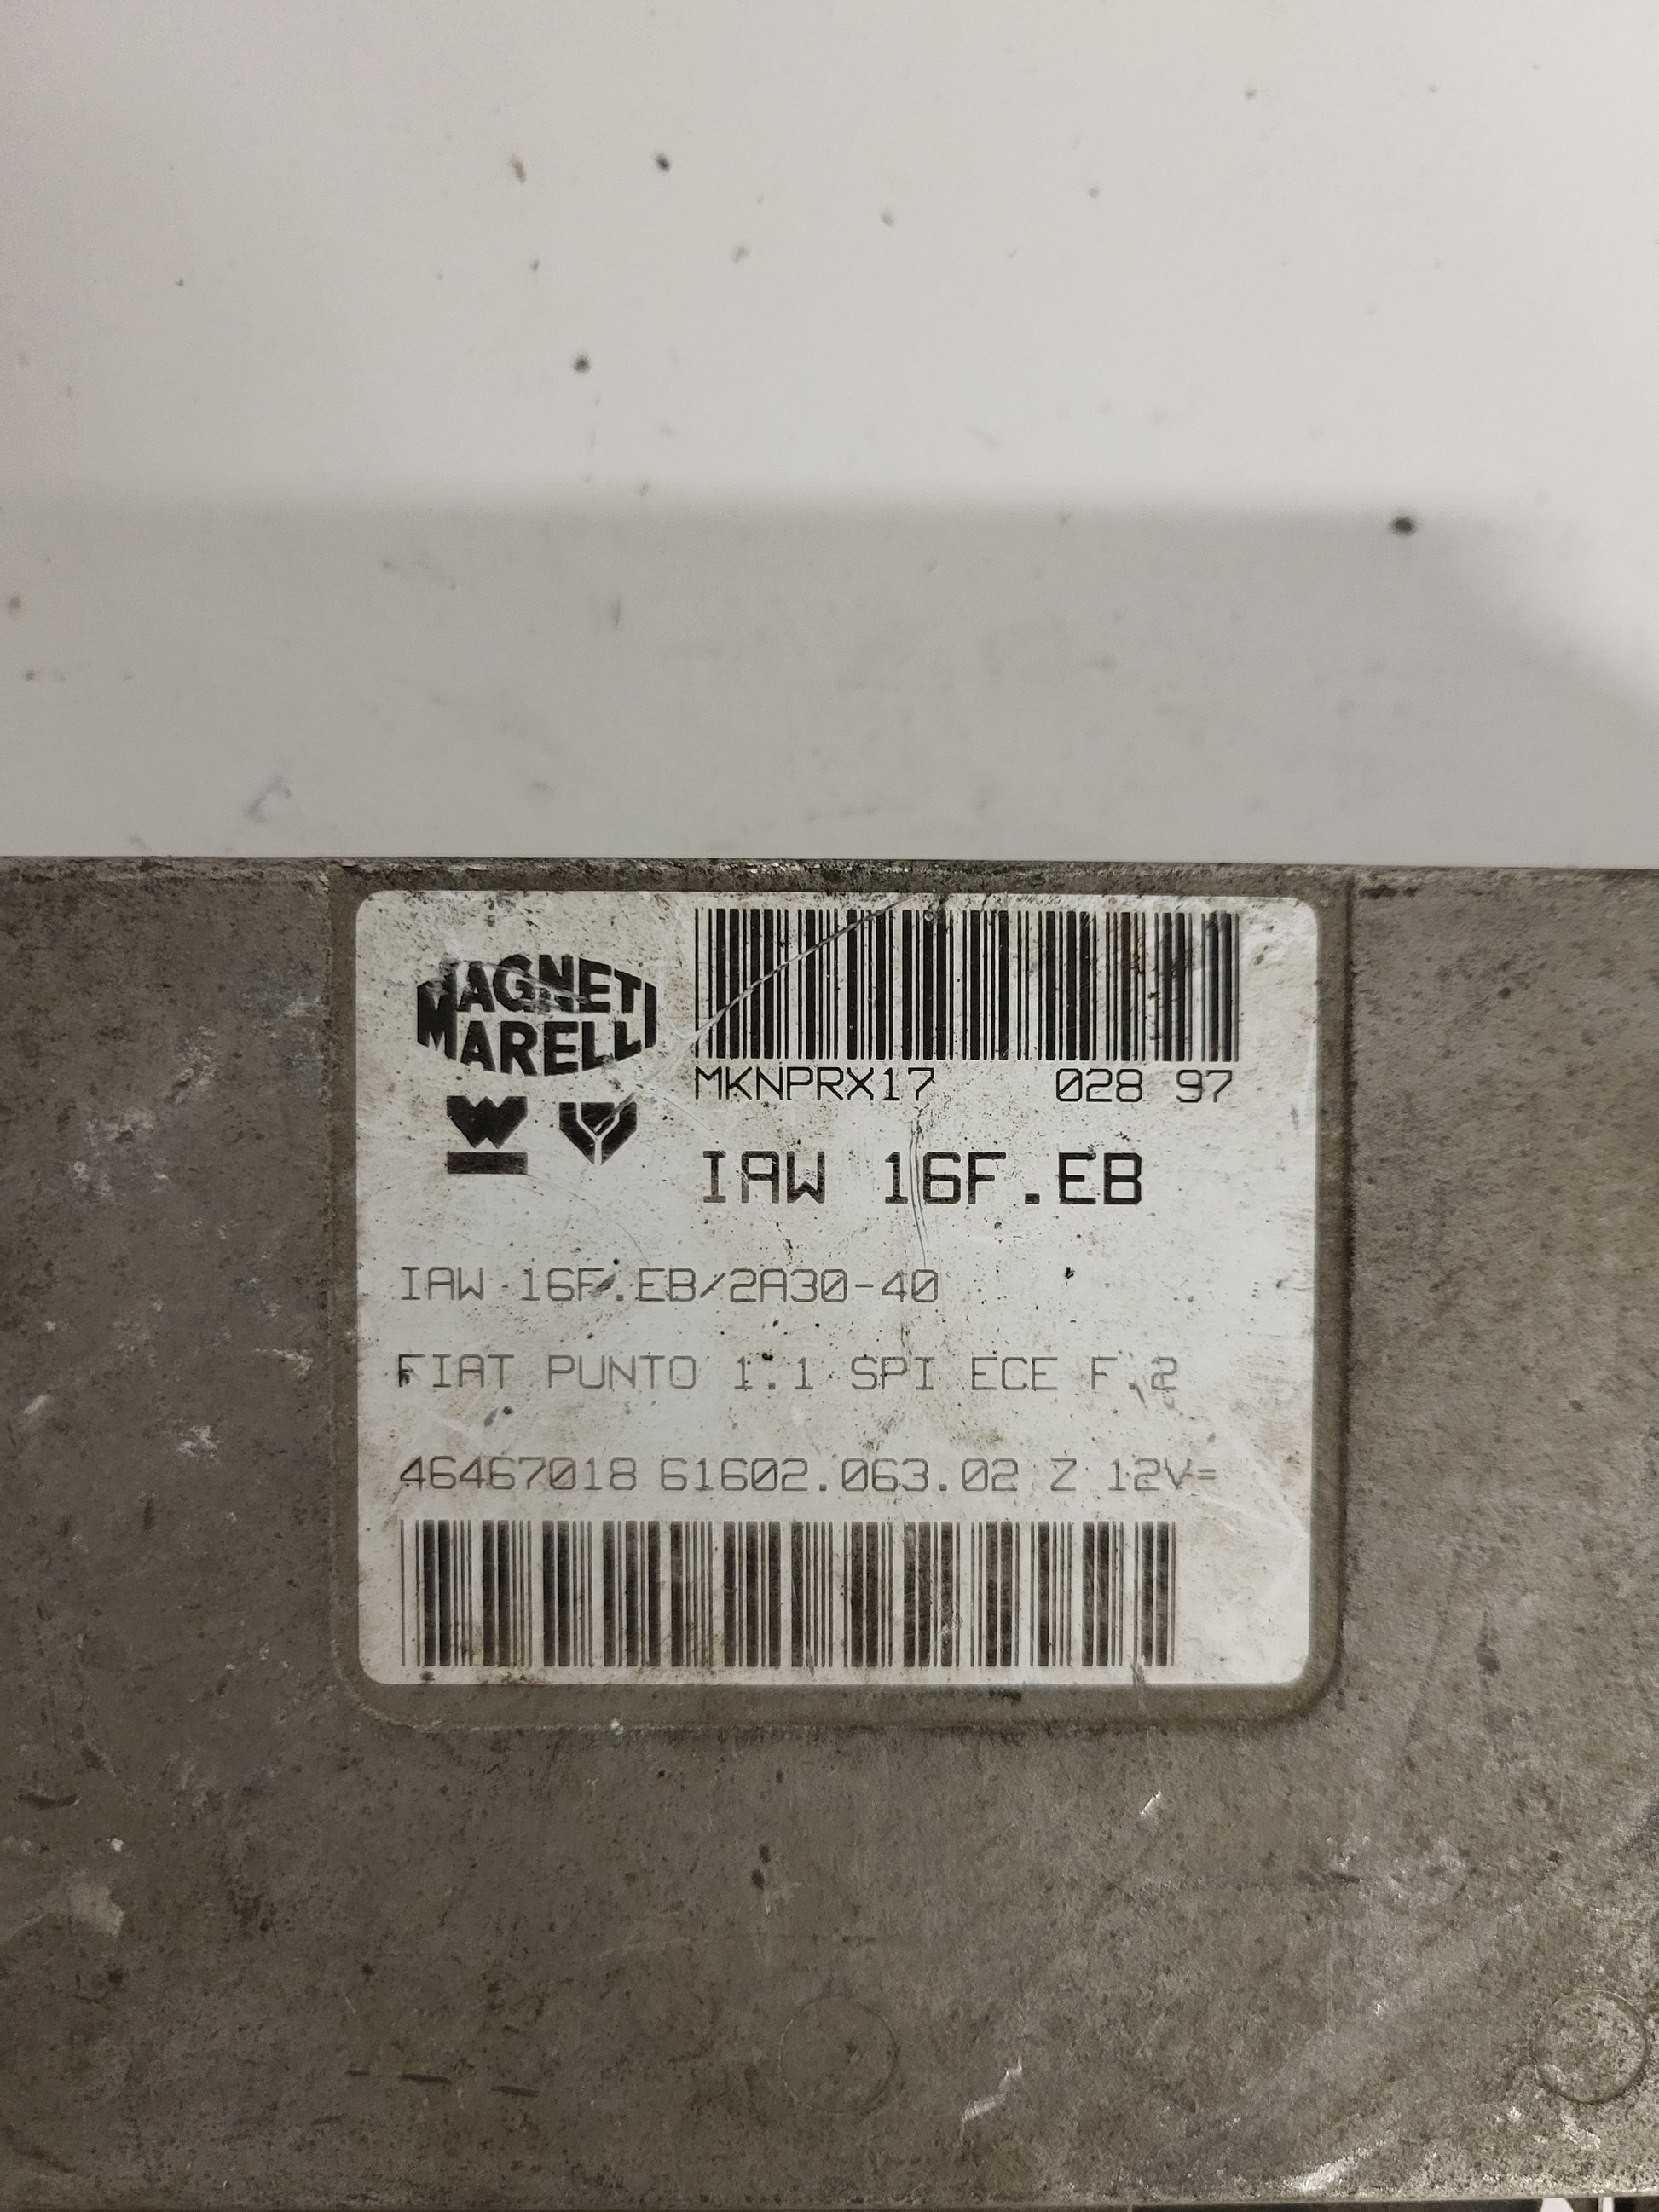 MAGNETI
MARELLI
MKNPRX17 028 97
IAW 16F.EB
IAW 16F.EB/2A30-40
FIAT PUNTO 1.1 SPI ECE F.2
46467018 61602.063.02 Z 12V=